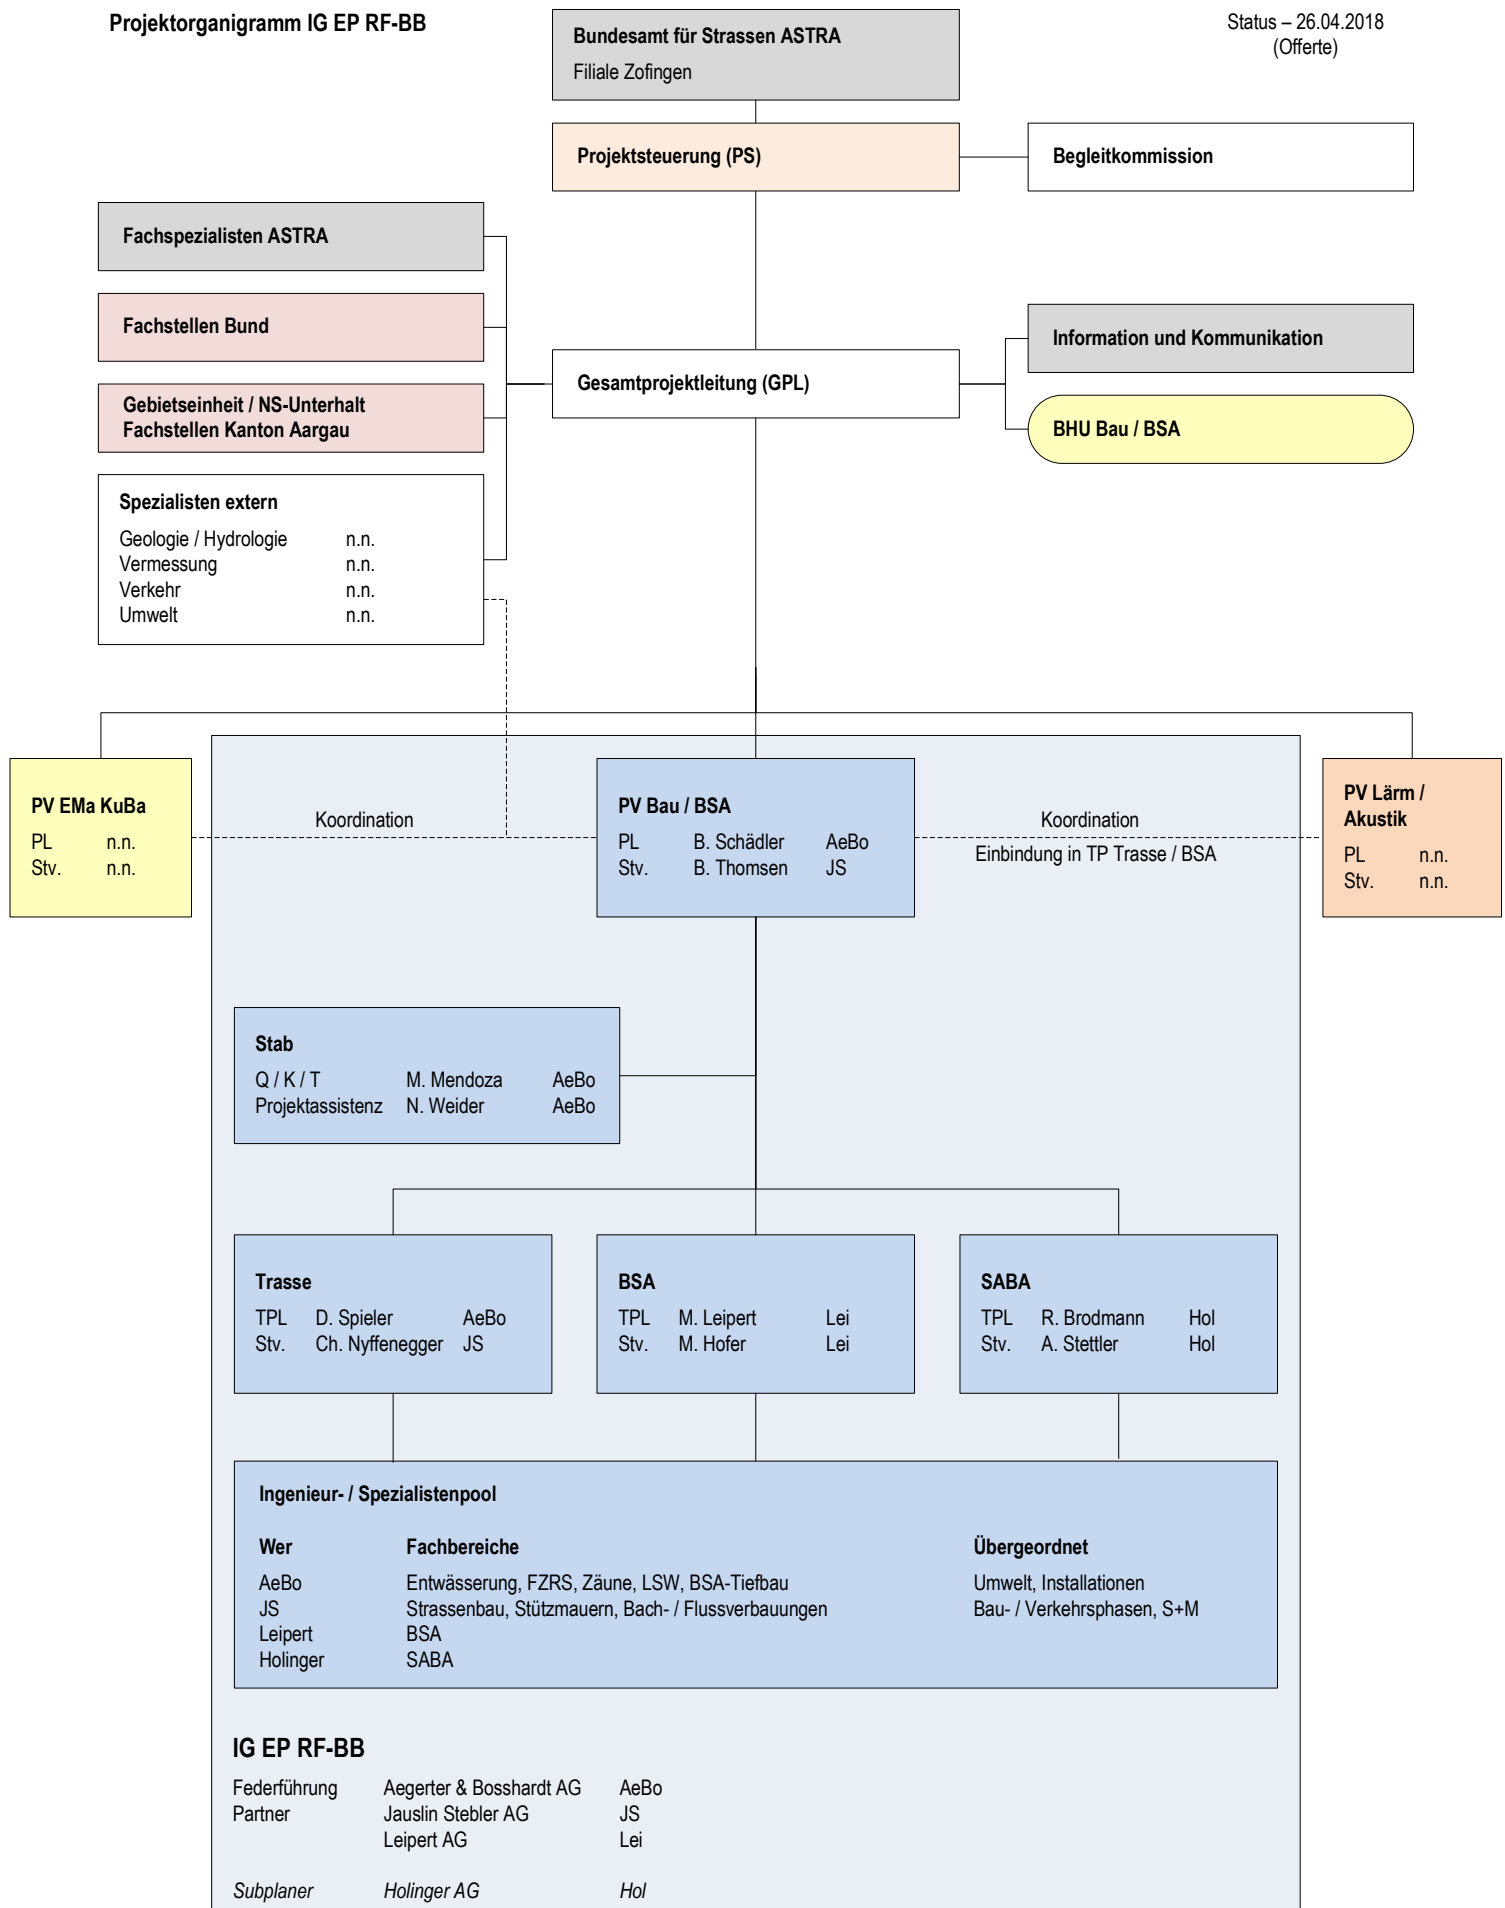 Projektorganigramm IG EP RF-BB
Status – 26.04.2018
(Offerte)
Bundesamt für Strassen ASTRA
Filiale Zofingen
Projektsteuerung (PS)
Begleitkommission
Fachspezialisten ASTRA
Fachstellen Bund
Gebietseinheit / NS-Unterhalt
Fachstellen Kanton Aargau
Spezialisten extern
Geologie / Hydrologie n.n.
Vermessung n.n.
Verkehr n.n.
Umwelt n.n.
Gesamtprojektleitung (GPL)
Information und Kommunikation
BHU Bau / BSA
PV EMa KuBa
PL n.n.
Stv. n.n.
Koordination
PV Bau / BSA
PL B. Schädler AeBo
Stv. B. Thomsen JS
Koordination
Einbindung in TP Trasse / BSA
PV Lärm /
Akustik
PL n.n.
Stv. n.n.
Stab
Q / K / T M. Mendoza AeBo
Projektassistenz N. Weider AeBo
Trasse
TPL D. Spieler AeBo
Stv. Ch. Nyffenegger JS
BSA
TPL M. Leipert Lei
Stv. M. Hofer Lei
SABA
TPL R. Brodmann Hol
Stv. A. Stettler Hol
Ingenieur- / Spezialistenpool
Wer Fachbereiche Übergeordnet
AeBo Entwässerung, FZRS, Zäune, LSW, BSA-Tiefbau Umwelt, Installationen
JS Strassenbau, Stützmauern, Bach- / Flussverbauungen Bau- / Verkehrsphasen, S+M
Leipert BSA
Holinger SABA
IG EP RF-BB
Federführung Aegerter & Bosshardt AG AeBo
Partner Jauslin Stebler AG JS
Leipert AG Lei
Subplaner Holinger AG Hol